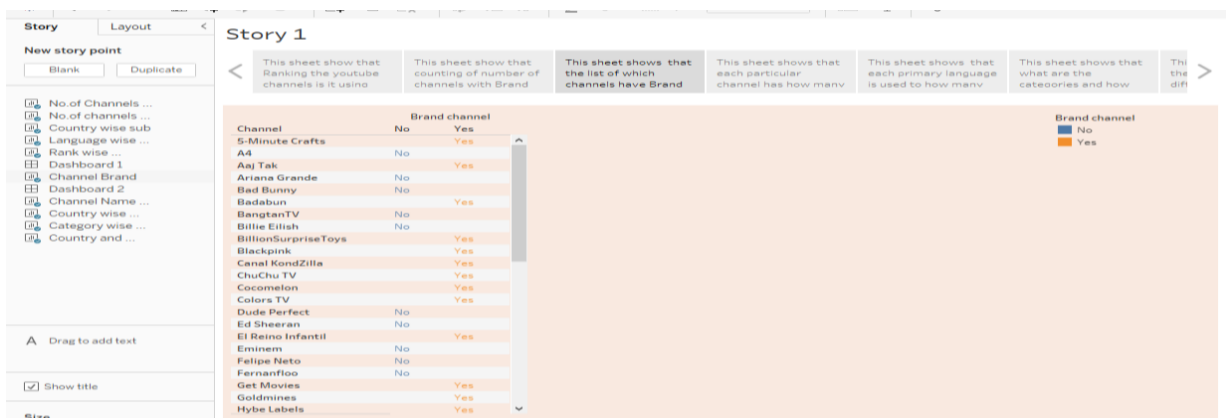 Story Layout <
New story point
Blank Duplicate
No.of Channels ...
No.of channels ...
Country wise sub
Language wise ...
Rank wise ...
Dashboard 1
Channel Brand
Dashboard 2
Channel Name ...
Country wise ...
Category wise ...
Country and ...
A Drag to add text
Show title
Size
Story 1
This sheet show that
Ranking the youtube
channels is it using
This sheet show that
counting of number of
channels with Brand
This sheet shows that
the list of which
channels have Brand
This sheet shows that
each particular
channel has how many
This sheet shows that
each primary language
is used to how many
This sheet shows that
what are the
categories and how
Thi
the
diff
Brand channel
Channel No Yes
5-Minute Crafts Yes
A4 No
Aaj Tak Yes
Ariana Grande No
Bad Bunny No
Badabun Yes
BangtanTV No
Billie Eilish No
BillionSurpriseToys Yes
Blackpink Yes
Canal KondZilla Yes
ChuChu TV Yes
Cocomelon Yes
Colors TV Yes
Dude Perfect No
Ed Sheeran No
El Reino Infantil Yes
Eminem No
Felipe Neto No
Fernanfloo No
Get Movies Yes
Goldmines Yes
Hybe Labels Yes
Brand channel
No
Yes